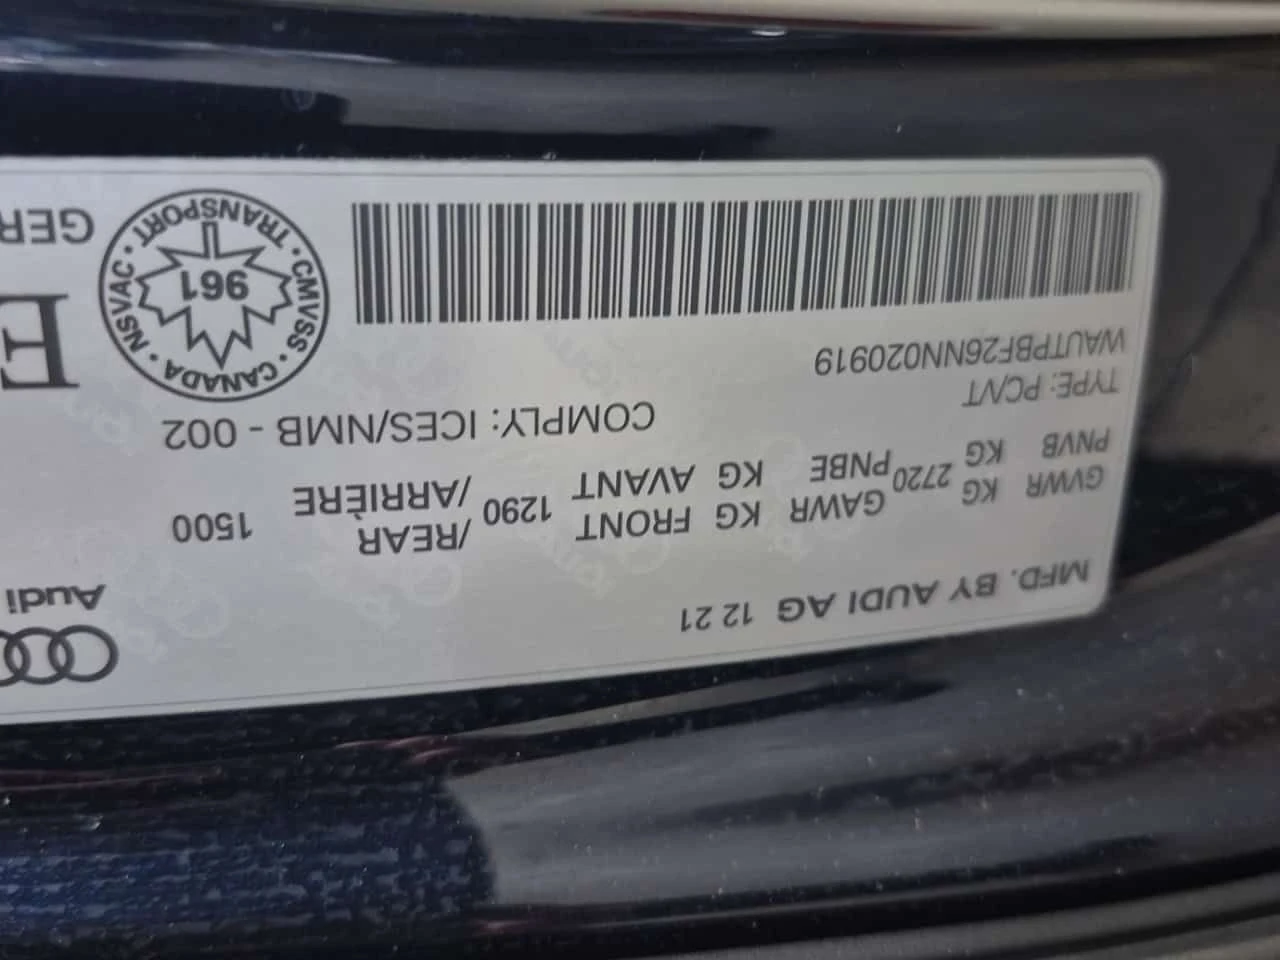 MFD. BY AUDI AG 12 21
Audi
GVWR KG 2720 GAWR KG FRONT 1290 /REAR 1500
PNVB KG PNBE KG AVANT /ARRIÈRE
TYPE: PC/VT COMPLY: ICES/NMB - 002
WAUTPBF26NN020919
CANADA · CMVSS · TRANSPORT · NSVAC ·
961
E
GER